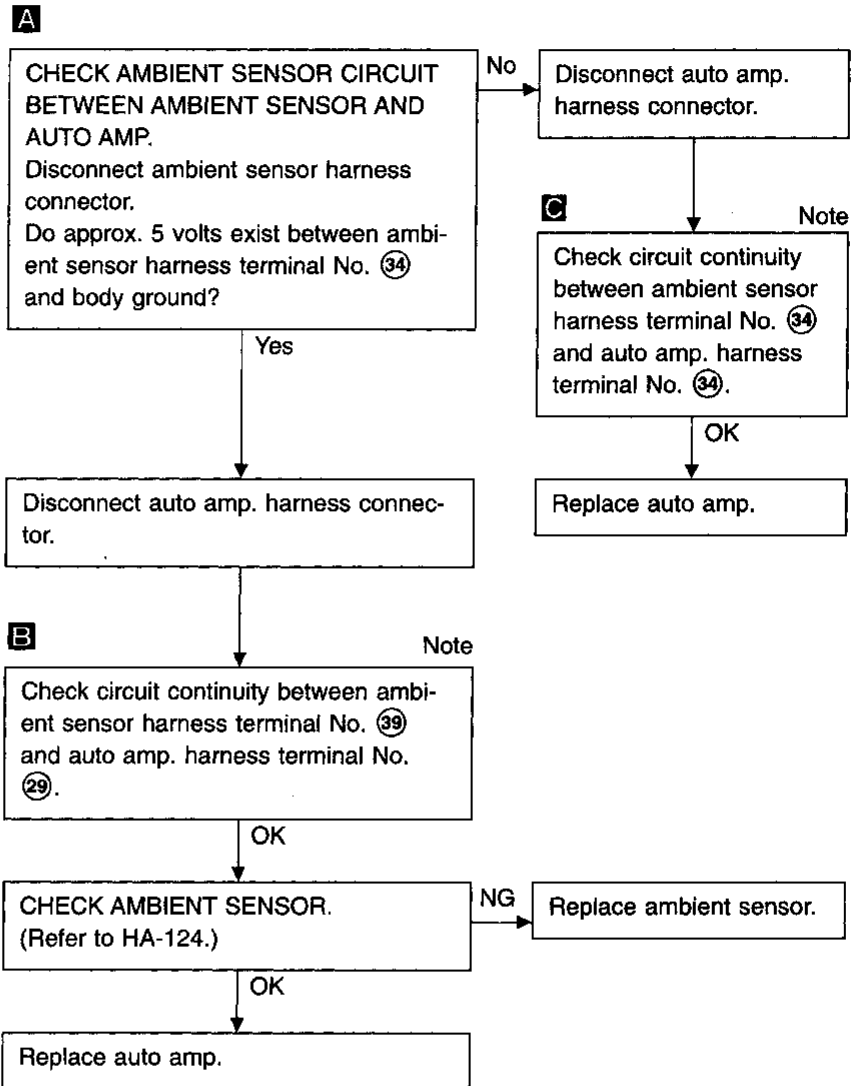 A
CHECK AMBIENT SENSOR CIRCUIT
BETWEEN AMBIENT SENSOR AND
AUTO AMP.
Disconnect ambient sensor harness
connector.
Do approx. 5 volts exist between ambi-
ent sensor harness terminal No. 34
and body ground?
No
Disconnect auto amp.
harness connector.
C
Note
Check circuit continuity
between ambient sensor
harness terminal No. 34
and auto amp. harness
terminal No. 34.
OK
Replace auto amp.
Yes
Disconnect auto amp. harness connec-
tor.
B
Note
Check circuit continuity between ambi-
ent sensor harness terminal No. 39
and auto amp. harness terminal No.
29.
OK
CHECK AMBIENT SENSOR.
(Refer to HA-124.)
NG
Replace ambient sensor.
OK
Replace auto amp.